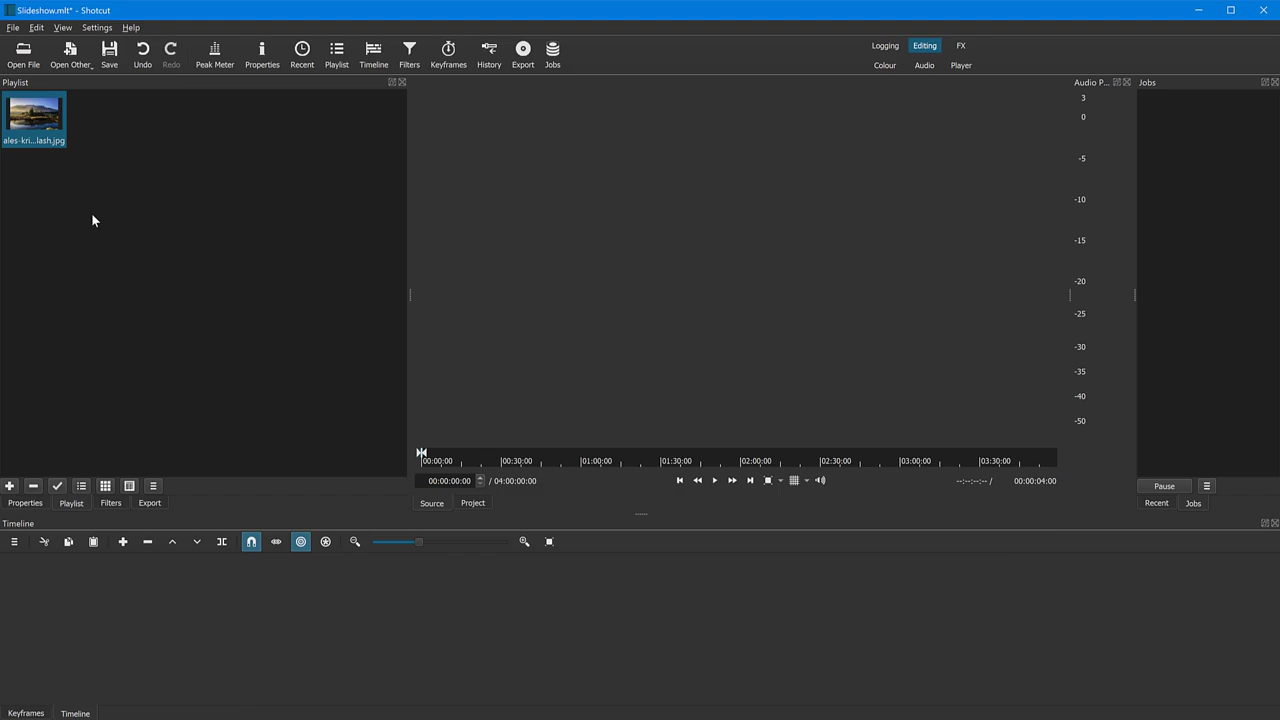 Slideshow.mlt* - Shotcut
File Edit View Settings Help
Open File Open Other Save Undo Redo Peak Meter Properties Recent Playlist Timeline Filters Keyframes History Export Jobs
Logging Editing FX
Colour Audio Player
Playlist
Audio P...
Jobs
ales-kri...lash.jpg
3
0
-5
-10
-15
-20
-25
-30
-35
-40
-50
00:00:00 00:30:00 01:00:00 01:30:00 02:00:00 02:30:00 03:00:00 03:30:00
00:00:00:00 / 04:00:00:00 --:--:--:-- / 00:00:04:00
Pause
Properties Playlist Filters Export
Source Project
Recent Jobs
Timeline
Keyframes Timeline